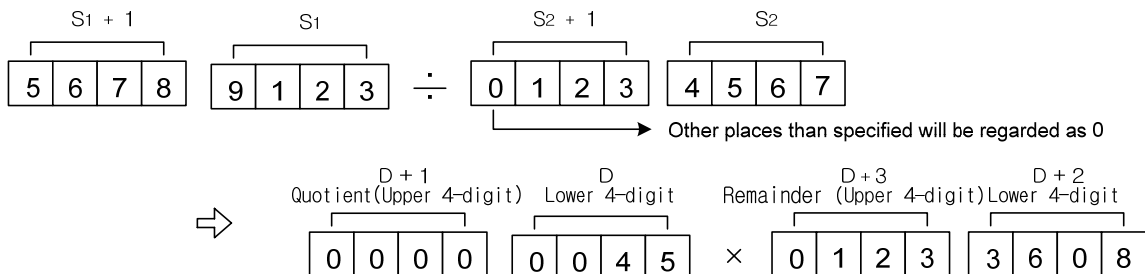 S1 + 1 S1 S2 + 1 S2
5 6 7 8 9 1 2 3 ÷ 0 1 2 3 4 5 6 7
Other places than specified will be regarded as 0
D + 1 D D + 3 D + 2
Quotient(Upper 4-digit) Lower 4-digit Remainder (Upper 4-digit) Lower 4-digit
0 0 0 0 0 0 4 5 × 0 1 2 3 3 6 0 8